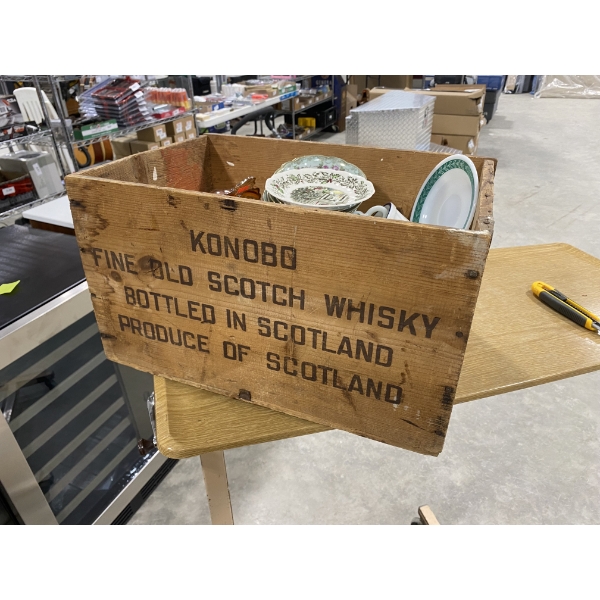 KONOBO
FINE OLD SCOTCH WHISKY
BOTTLED IN SCOTLAND
PRODUCE OF SCOTLAND